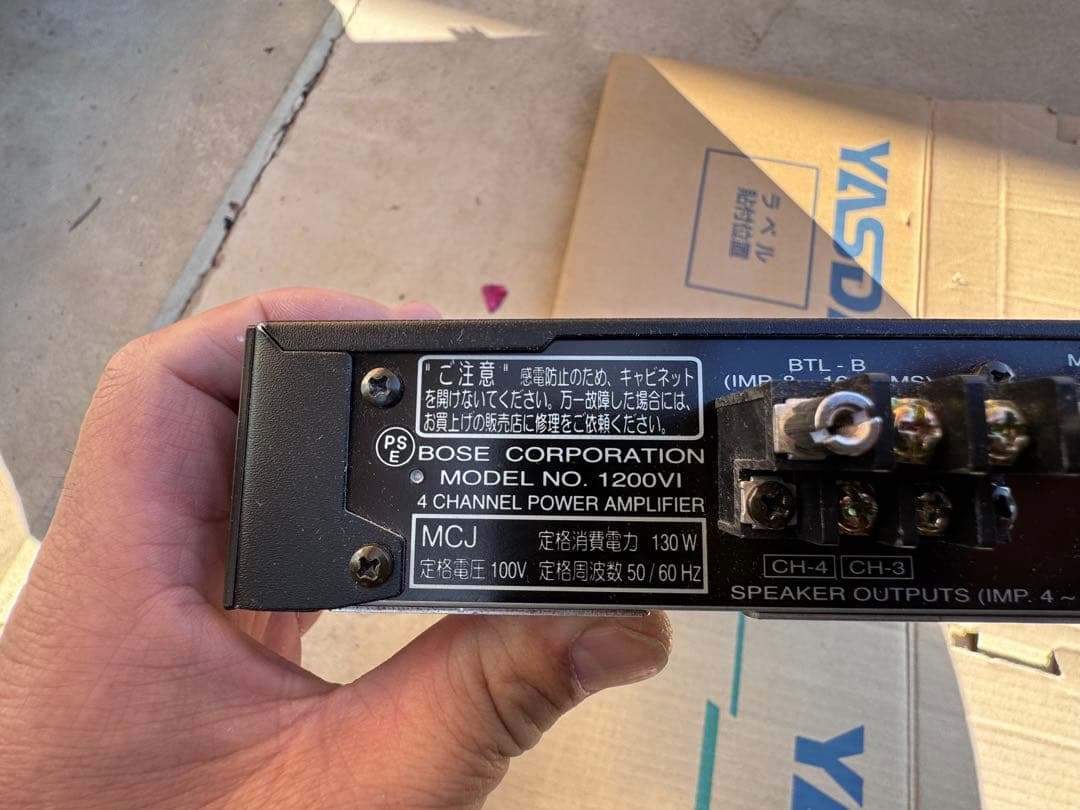 YASDA
ラベル
貼付位置
"ご注意" 感電防止のため、キャビネット
を開けないでください。万一故障した場合には、
お買上げの販売店に修理をご依頼ください。
PS
E
BOSE CORPORATION
MODEL NO. 1200VI
4 CHANNEL POWER AMPLIFIER
MCJ 定格消費電力 130W
定格電圧 100V 定格周波数 50/60 Hz
BTL - B
(IMP. 8
M
CH-4 CH-3
SPEAKER OUTPUTS (IMP. 4 ~
YA